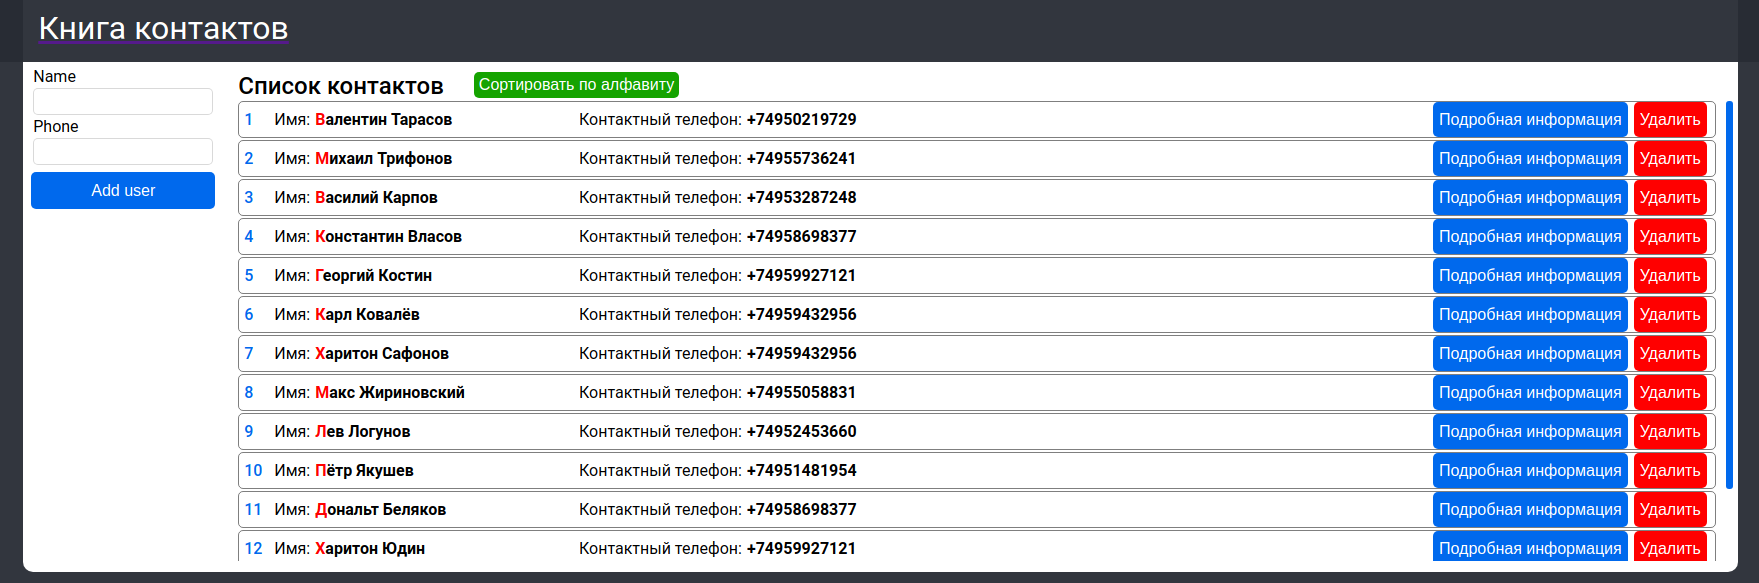 Книга контактов
Name
Phone
Add user
Список контактов Сортировать по алфавиту
1 Имя: Валентин Тарасов Контактный телефон: +74950219729 Подробная информация Удалить
2 Имя: Михаил Трифонов Контактный телефон: +74955736241 Подробная информация Удалить
3 Имя: Василий Карпов Контактный телефон: +74953287248 Подробная информация Удалить
4 Имя: Константин Власов Контактный телефон: +74958698377 Подробная информация Удалить
5 Имя: Георгий Костин Контактный телефон: +74959927121 Подробная информация Удалить
6 Имя: Карл Ковалёв Контактный телефон: +74959432956 Подробная информация Удалить
7 Имя: Харитон Сафонов Контактный телефон: +74959432956 Подробная информация Удалить
8 Имя: Макс Жириновский Контактный телефон: +74955058831 Подробная информация Удалить
9 Имя: Лев Логунов Контактный телефон: +74952453660 Подробная информация Удалить
10 Имя: Пётр Якушев Контактный телефон: +74951481954 Подробная информация Удалить
11 Имя: Дональт Беляков Контактный телефон: +74958698377 Подробная информация Удалить
12 Имя: Харитон Юдин Контактный телефон: +74959927121 Подробная информация Удалить